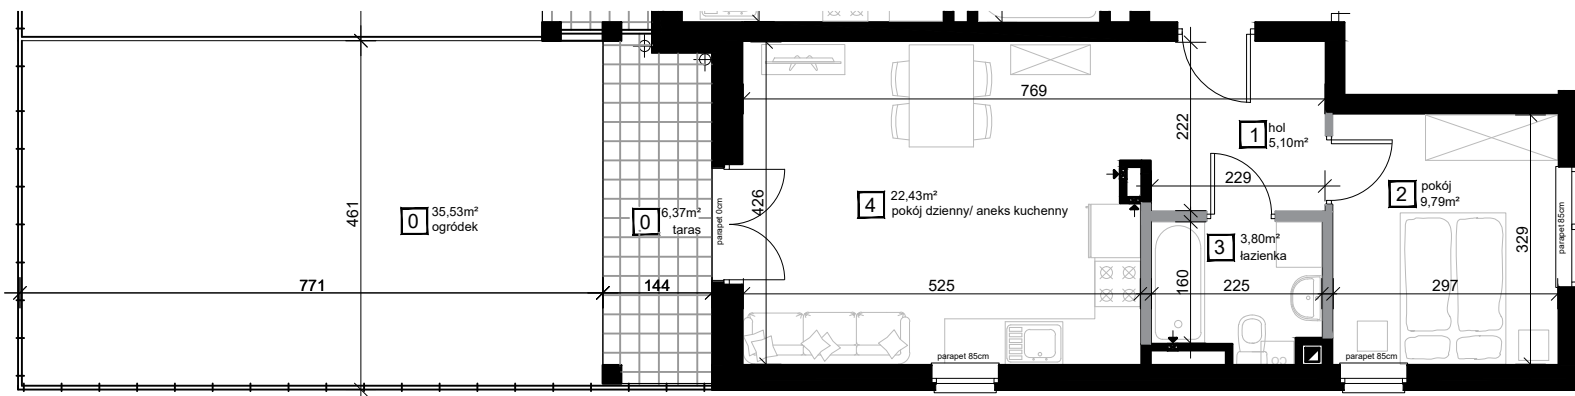 769
222
1 hol
5,10m²
229
2 pokój
9,79m²
0 35,53m²
ogródek
461
0 6,37m²
taras
parapet 0cm
426
4 22,43m²
pokój dzienny/ aneks kuchenny
3 3,80m²
łazienka
160
329
parapet 85cm
771
144
525
225
297
parapet 85cm
parapet 85cm